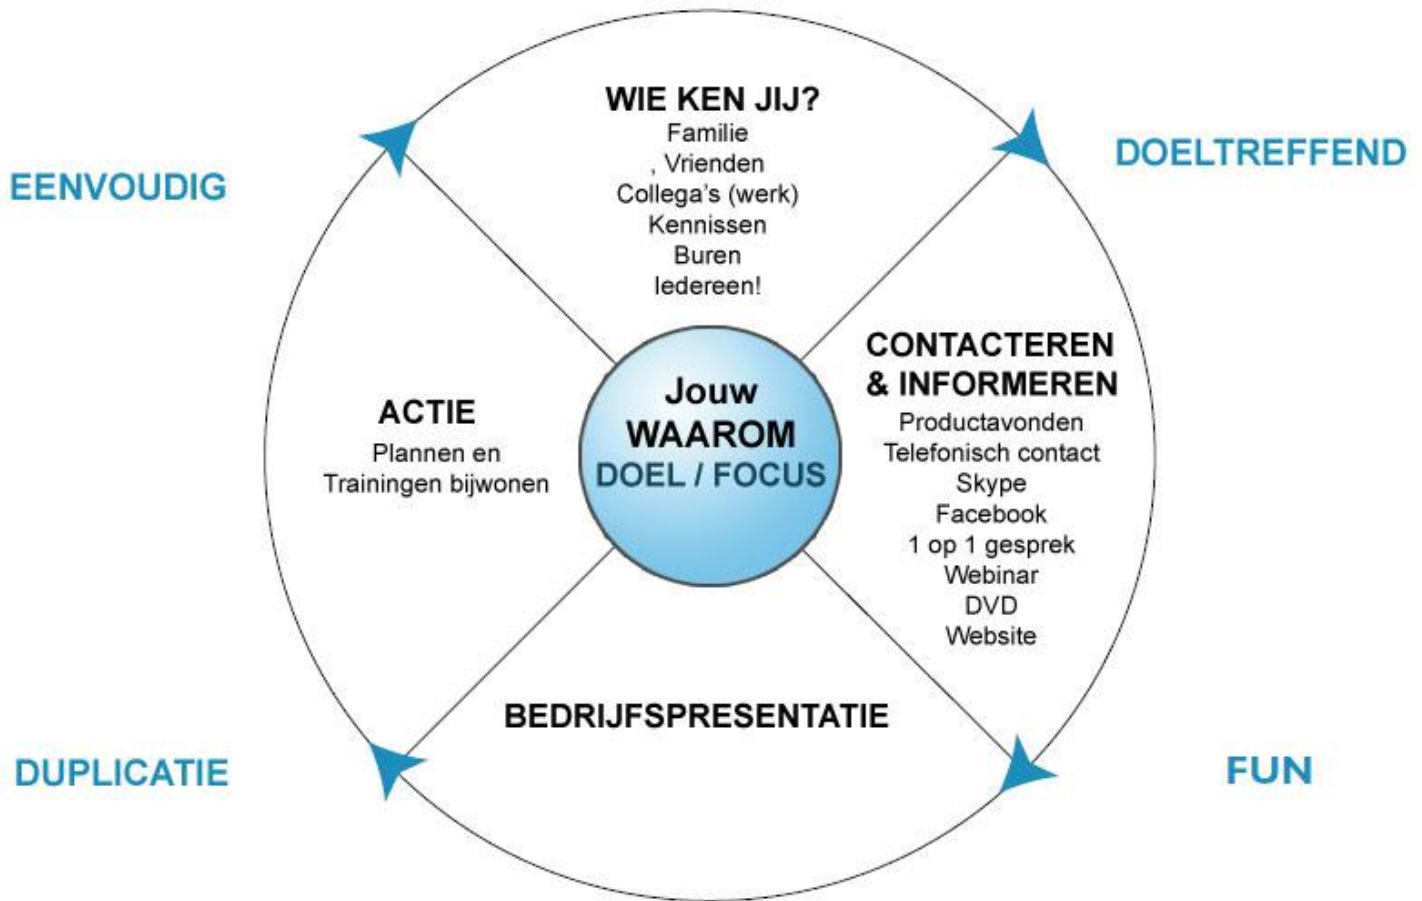 WIE KEN JIJ?
Familie
, Vrienden
Collega's (werk)
Kennissen
Buren
Iedereen!
DOELTREFFEND
EENVOUDIG
CONTACTEREN
& INFORMEREN
Productavonden
Telefonisch contact
Skype
Facebook
1 op 1 gesprek
Webinar
DVD
Website
Jouw
WAAROM
DOEL / FOCUS
ACTIE
Plannen en
Trainingen bijwonen
BEDRIJFSPRESENTATIE
DUPLICATIE
FUN